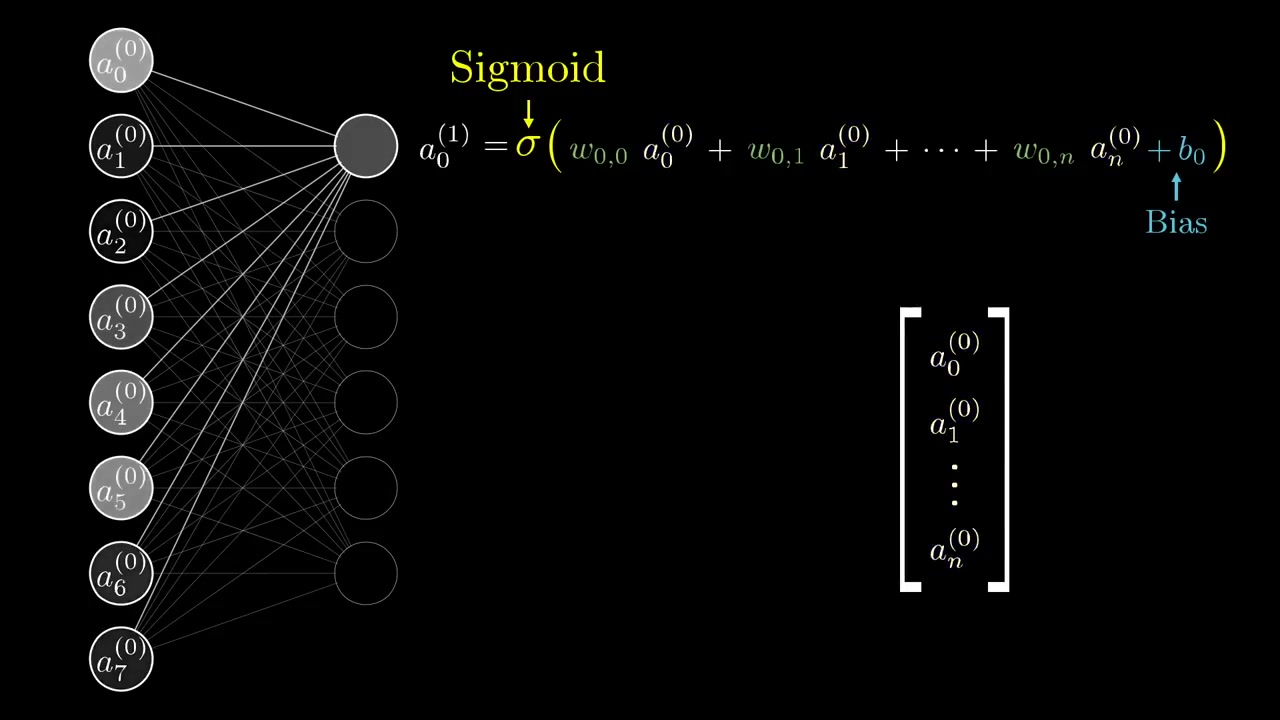 a_0^{(0)}
a_1^{(0)}
a_2^{(0)}
a_3^{(0)}
a_4^{(0)}
a_5^{(0)}
a_6^{(0)}
a_7^{(0)}
Sigmoid
a_0^{(1)} = σ( w_{0,0} a_0^{(0)} + w_{0,1} a_1^{(0)} + ⋯ + w_{0,n} a_n^{(0)} + b_0 )
Bias
a_0^{(0)}
a_1^{(0)}
⋮
a_n^{(0)}